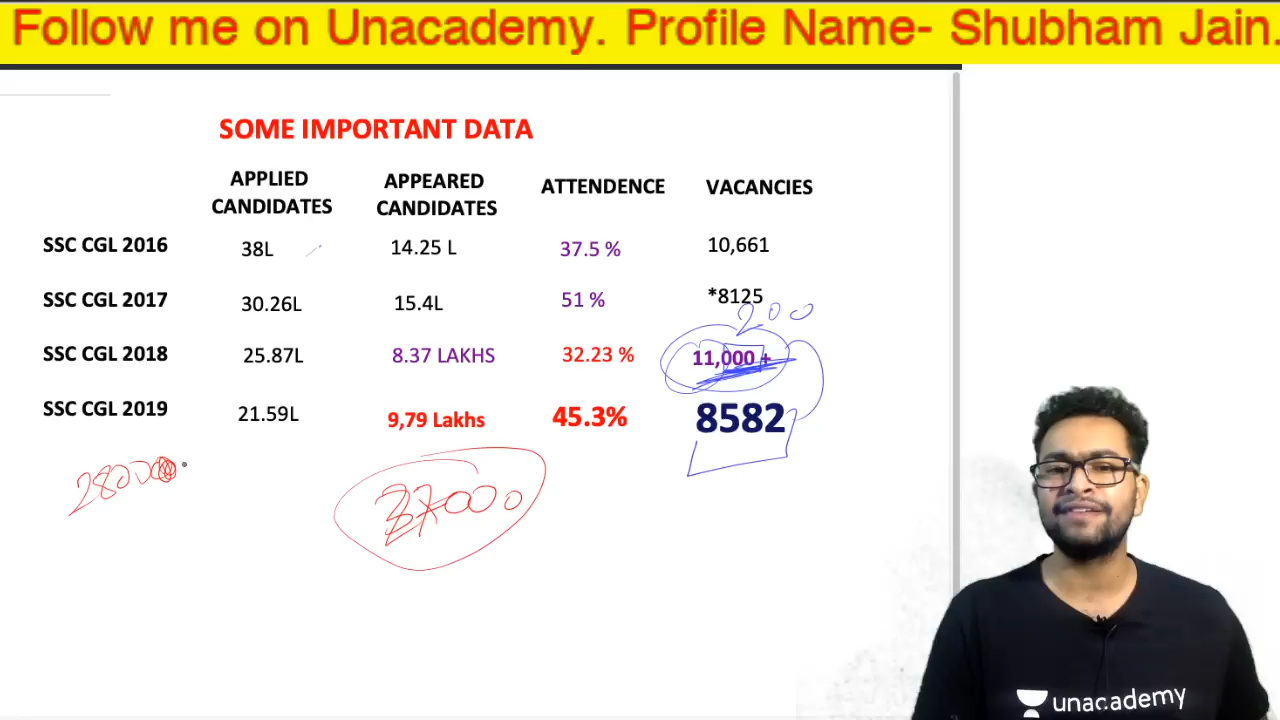 Follow me on Unacademy. Profile Name- Shubham Jain.
SOME IMPORTANT DATA
APPLIED CANDIDATES APPEARED CANDIDATES ATTENDENCE VACANCIES
SSC CGL 2016 38L 14.25 L 37.5 % 10,661
SSC CGL 2017 30.26L 15.4L 51 % *8125
200
SSC CGL 2018 25.87L 8.37 LAKHS 32.23 % 11,000 +
SSC CGL 2019 21.59L 9,79 Lakhs 45.3% 8582
unacademy